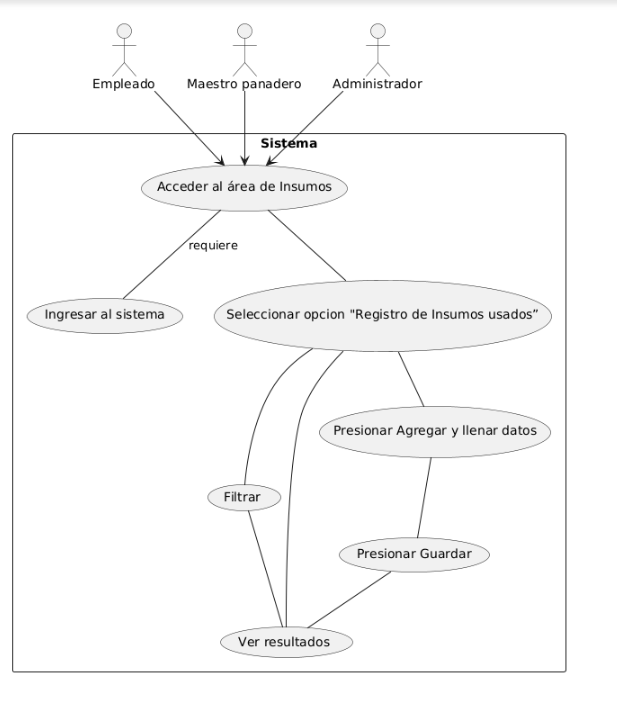 Empleado
Maestro panadero
Administrador
Sistema
Acceder al área de Insumos
requiere
Ingresar al sistema
Seleccionar opcion "Registro de Insumos usados”
Presionar Agregar y llenar datos
Filtrar
Presionar Guardar
Ver resultados